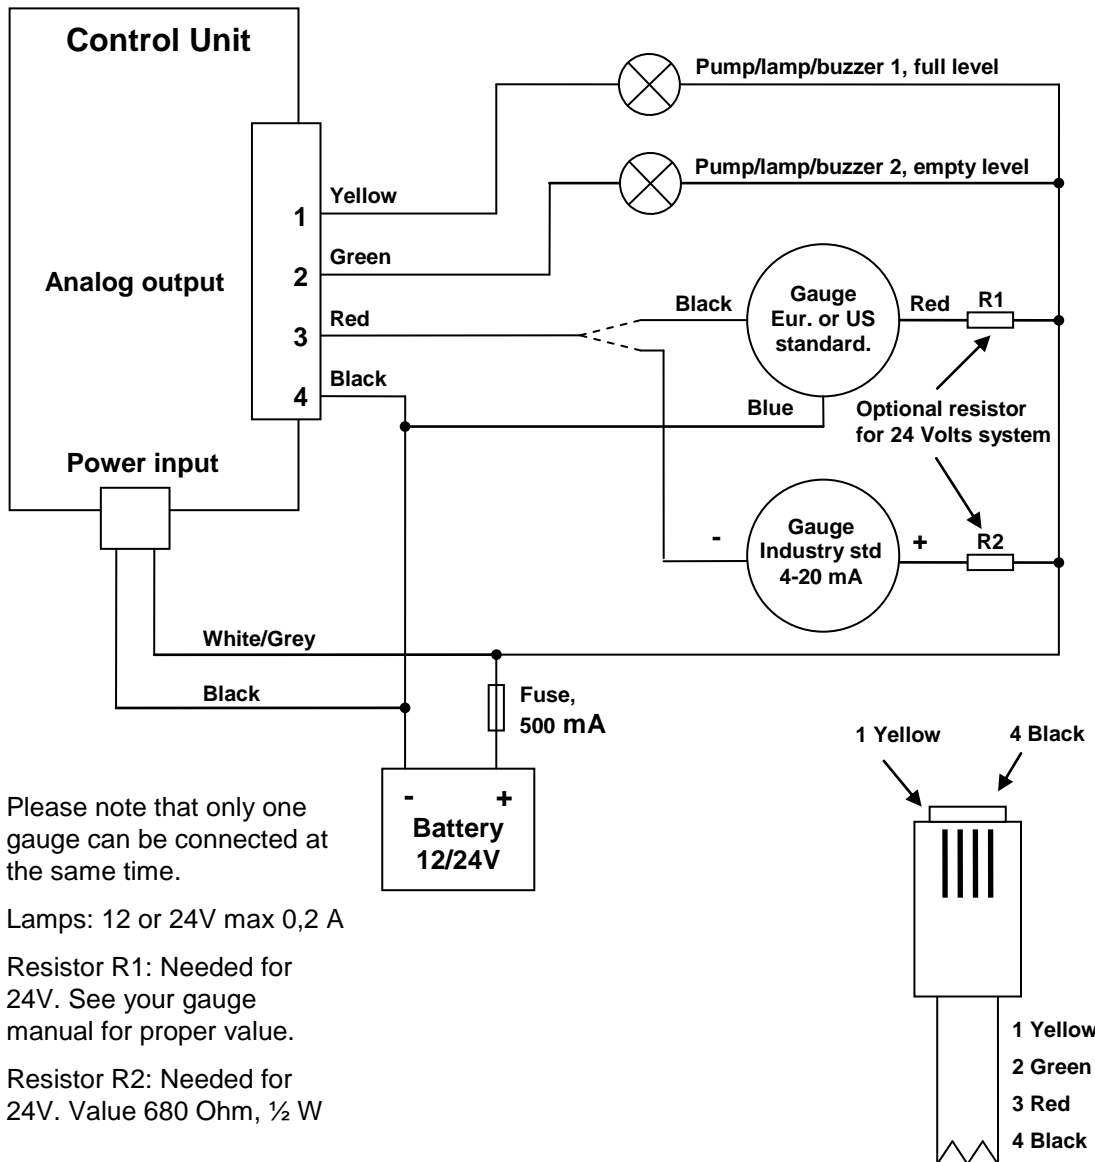 Control Unit
Pump/lamp/buzzer 1, full level
Pump/lamp/buzzer 2, empty level
Yellow
1
Green
2
Analog output
Red
3
Black
4
Black
Gauge
Eur. or US
standard.
Red
R1
Blue
Optional resistor
for 24 Volts system
Power input
-
Gauge
Industry std
4-20 mA
+
R2
White/Grey
Black
Fuse,
500 mA
- +
Battery
12/24V
1 Yellow
4 Black
Please note that only one
gauge can be connected at
the same time.
Lamps: 12 or 24V max 0,2 A
Resistor R1: Needed for
24V. See your gauge
manual for proper value.
Resistor R2: Needed for
24V. Value 680 Ohm, ½ W
1 Yellow
2 Green
3 Red
4 Black